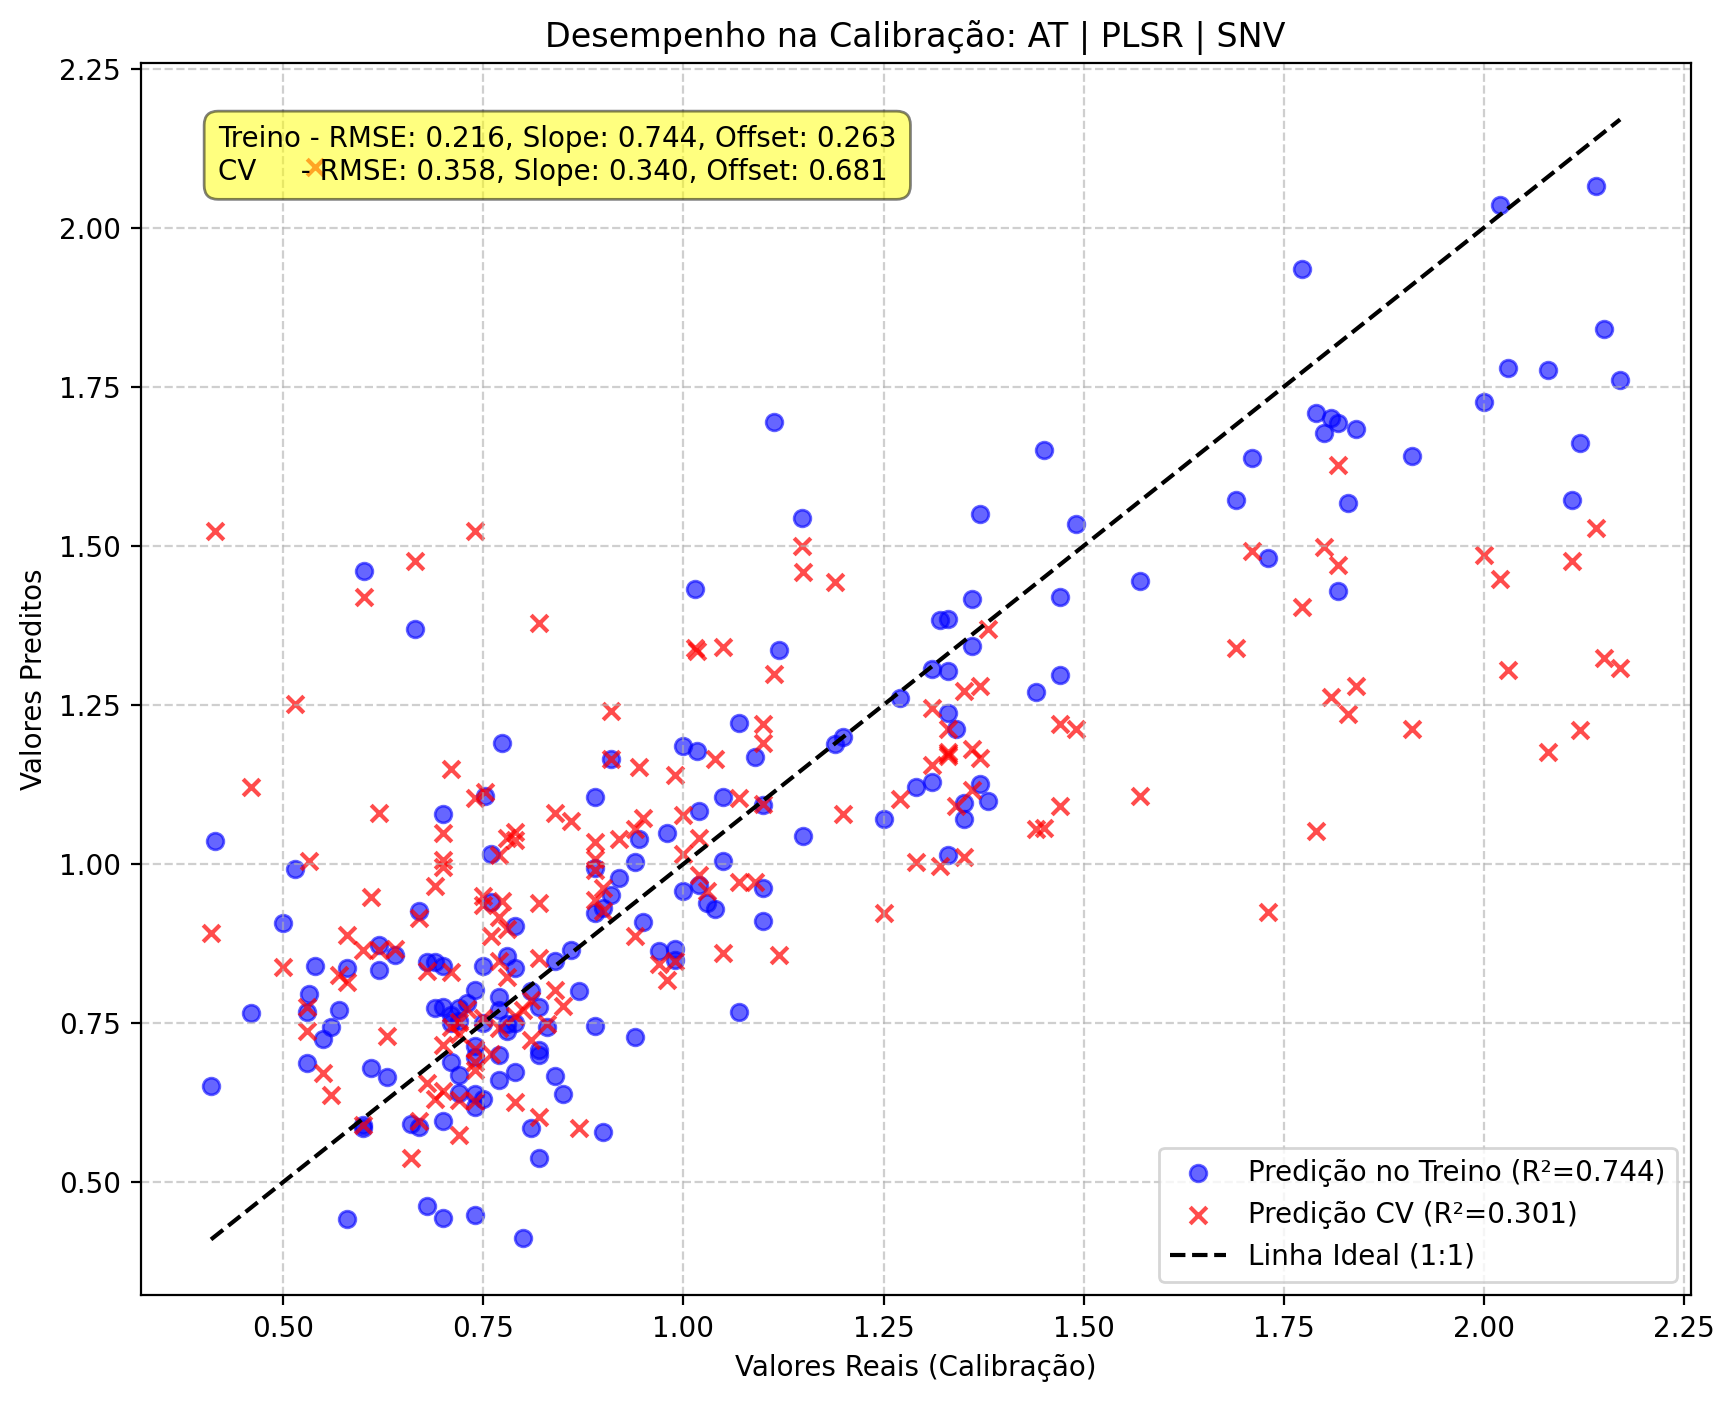 Desempenho na Calibração: AT | PLSR | SNV
2.25
2.00
1.75
1.50
1.25
1.00
0.75
0.50
Valores Preditos
Treino - RMSE: 0.216, Slope: 0.744, Offset: 0.263
CV - RMSE: 0.358, Slope: 0.340, Offset: 0.681
Predição no Treino (R²=0.744)
Predição CV (R²=0.301)
Linha Ideal (1:1)
0.50 0.75 1.00 1.25 1.50 1.75 2.00 2.25
Valores Reais (Calibração)